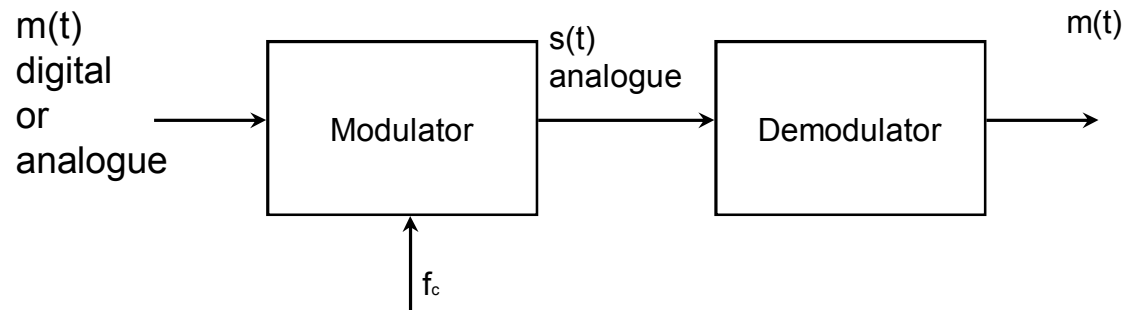 m(t)
digital
or
analogue
Modulator
s(t)
analogue
Demodulator
m(t)
fc